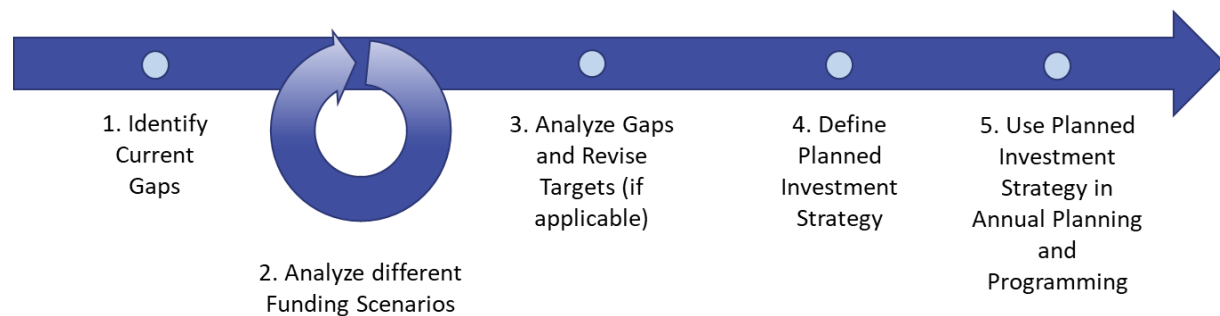 1. Identify
Current
Gaps
2. Analyze different
Funding Scenarios
3. Analyze Gaps
and Revise
Targets (if
applicable)
4. Define
Planned
Investment
Strategy
5. Use Planned
Investment
Strategy in
Annual Planning
and
Programming